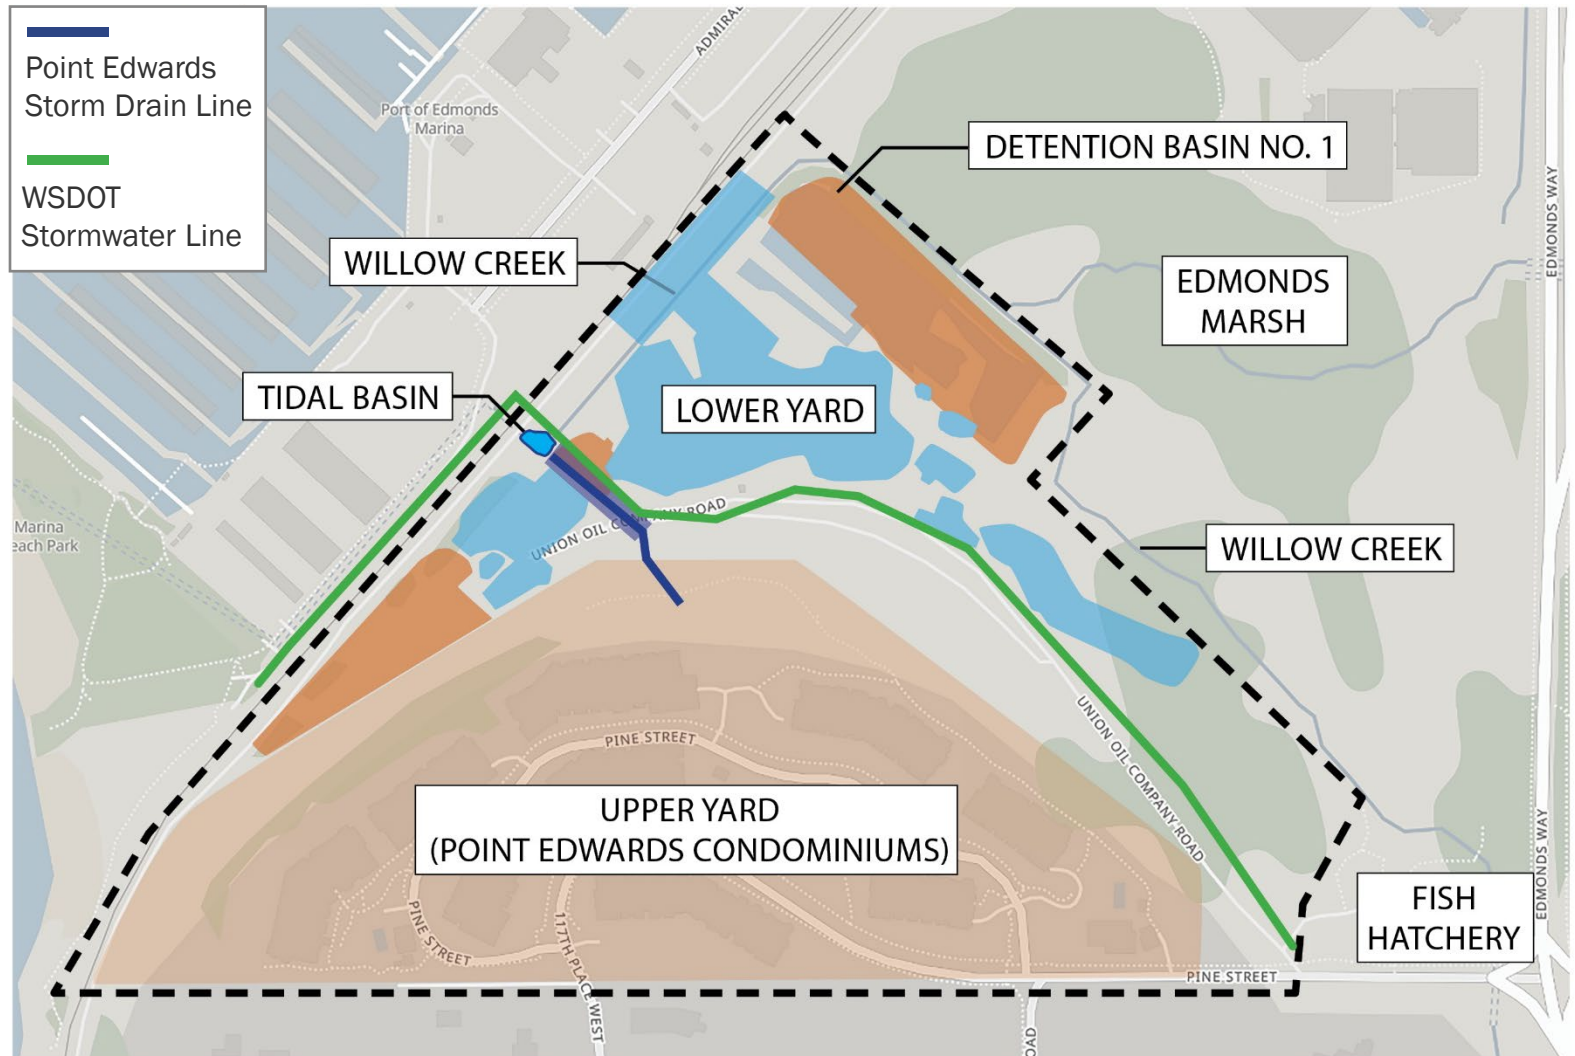 Point Edwards
Storm Drain Line
WSDOT
Stormwater Line
ADMIRAL
Port of Edmonds
Marina
DETENTION BASIN NO. 1
EDMONDS WAY
WILLOW CREEK
EDMONDS
MARSH
TIDAL BASIN
LOWER YARD
UNION OIL COMPANY ROAD
Marina
each Park
WILLOW CREEK
UNION OIL COMPANY ROAD
PINE STREET
UPPER YARD
(POINT EDWARDS CONDOMINIUMS)
EDMONDS WAY
FISH
HATCHERY
PINE STREET
117TH PLACE WEST
PINE STREET
OAD